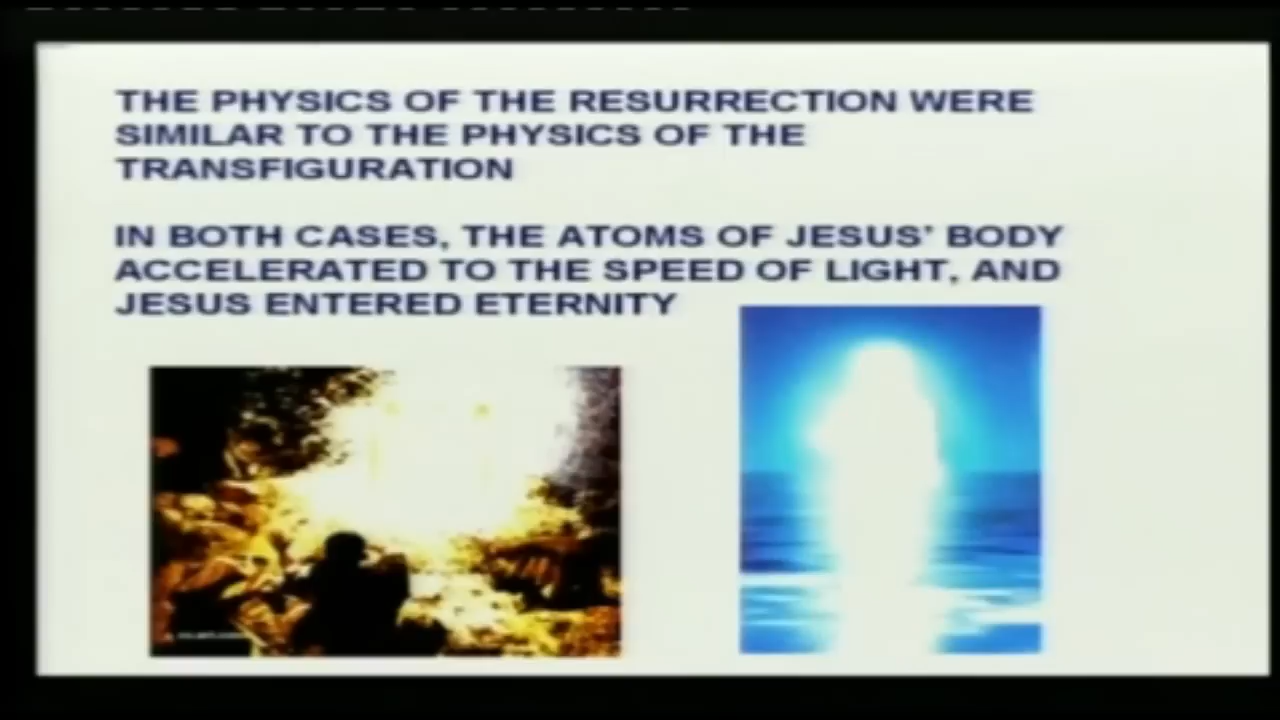 THE PHYSICS OF THE RESURRECTION WERE
SIMILAR TO THE PHYSICS OF THE
TRANSFIGURATION
IN BOTH CASES, THE ATOMS OF JESUS' BODY
ACCELERATED TO THE SPEED OF LIGHT, AND
JESUS ENTERED ETERNITY